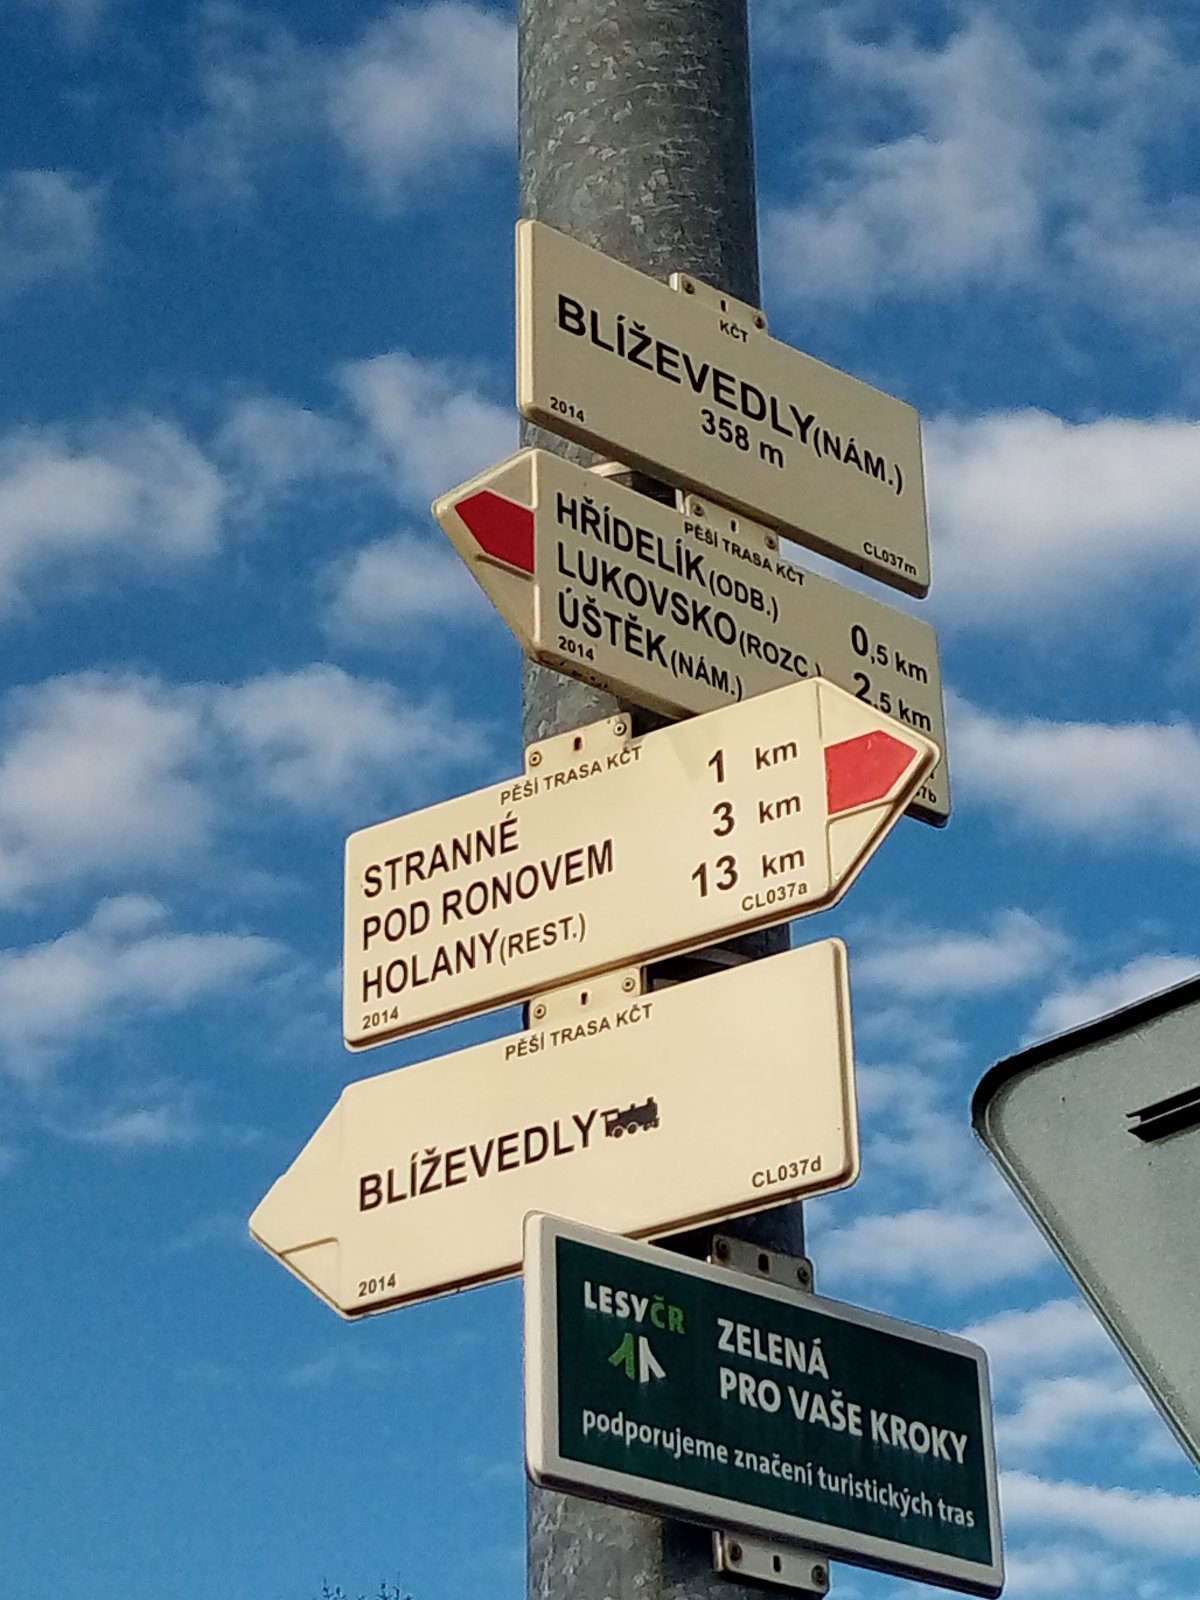 KČT
BLÍŽEVEDLY(NÁM.)
358 m
2014
CL037m
PĚŠÍ TRASA KČT
HŘÍDELÍK(ODB.) 0,5 km
LUKOVSKO(ROZC.) 2,5 km
ÚŠTĚK(NÁM.)
2014
7b
PĚŠÍ TRASA KČT
STRANNÉ 1 km
POD RONOVEM 3 km
HOLANY(REST.) 13 km
2014 CL037a
PĚŠÍ TRASA KČT
BLÍŽEVEDLY
2014 CL037d
LESYČR
ZELENÁ
PRO VAŠE KROKY
podporujeme značení turistických tras